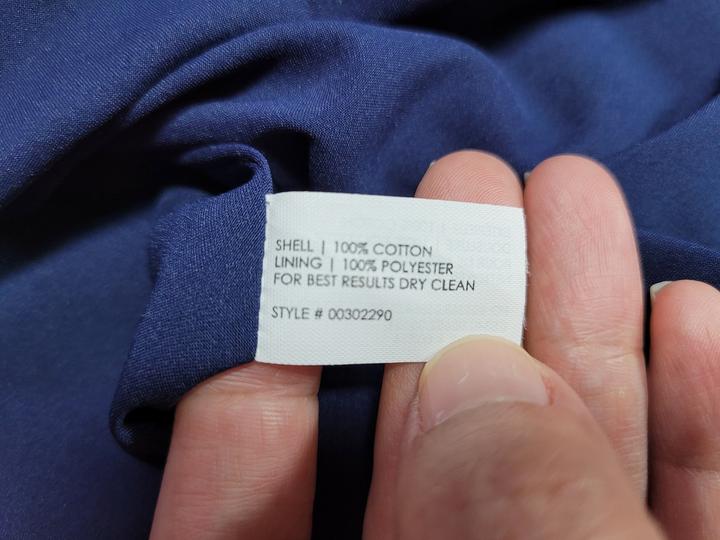 SHELL | 100% COTTON
LINING | 100% POLYESTER
FOR BEST RESULTS DRY CLEAN
STYLE # 00302290